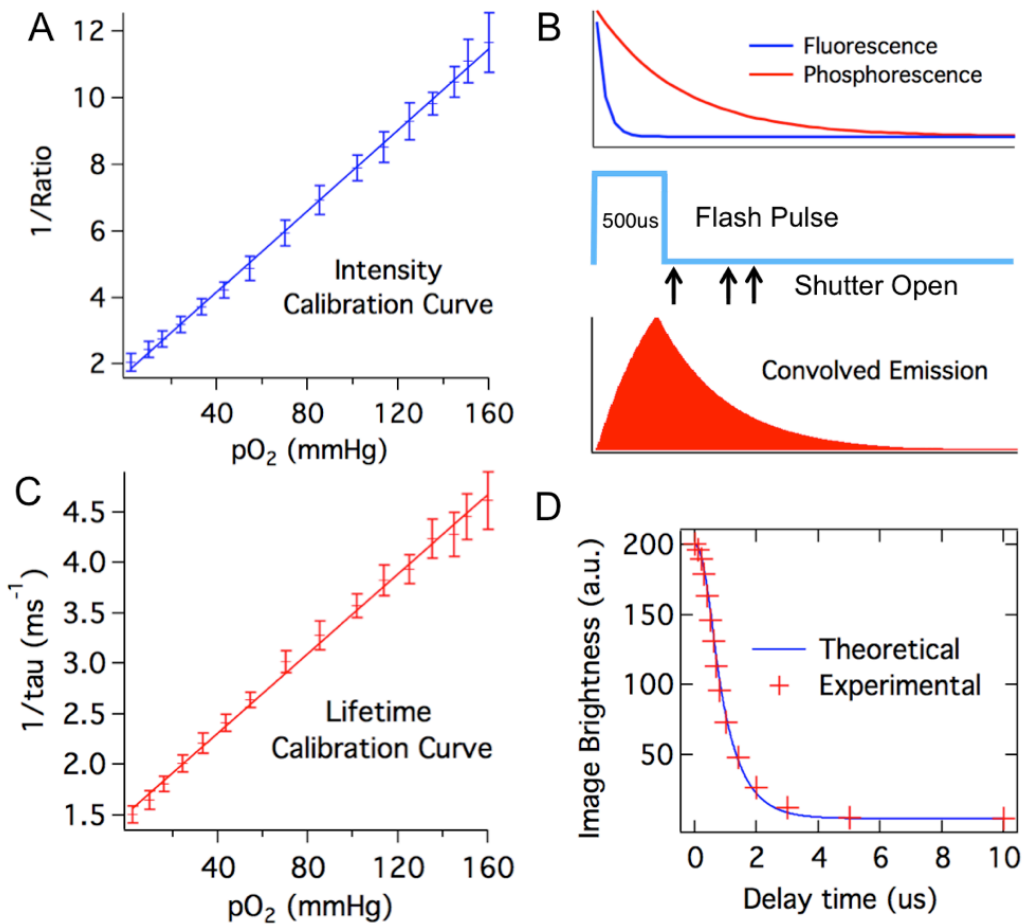 A
12
10
8
6
4
2
1/Ratio
Intensity
Calibration Curve
40
80
120
160
pO₂ (mmHg)
B
Fluorescence
Phosphorescence
500us
Flash Pulse
Shutter Open
Convolved Emission
C
4.5
4.0
3.5
3.0
2.5
2.0
1.5
1/tau (ms⁻¹)
Lifetime
Calibration Curve
40
80
120
160
pO₂ (mmHg)
D
200
150
100
50
Image Brightness (a.u.)
Theoretical
Experimental
0
2
4
6
8
10
Delay time (us)